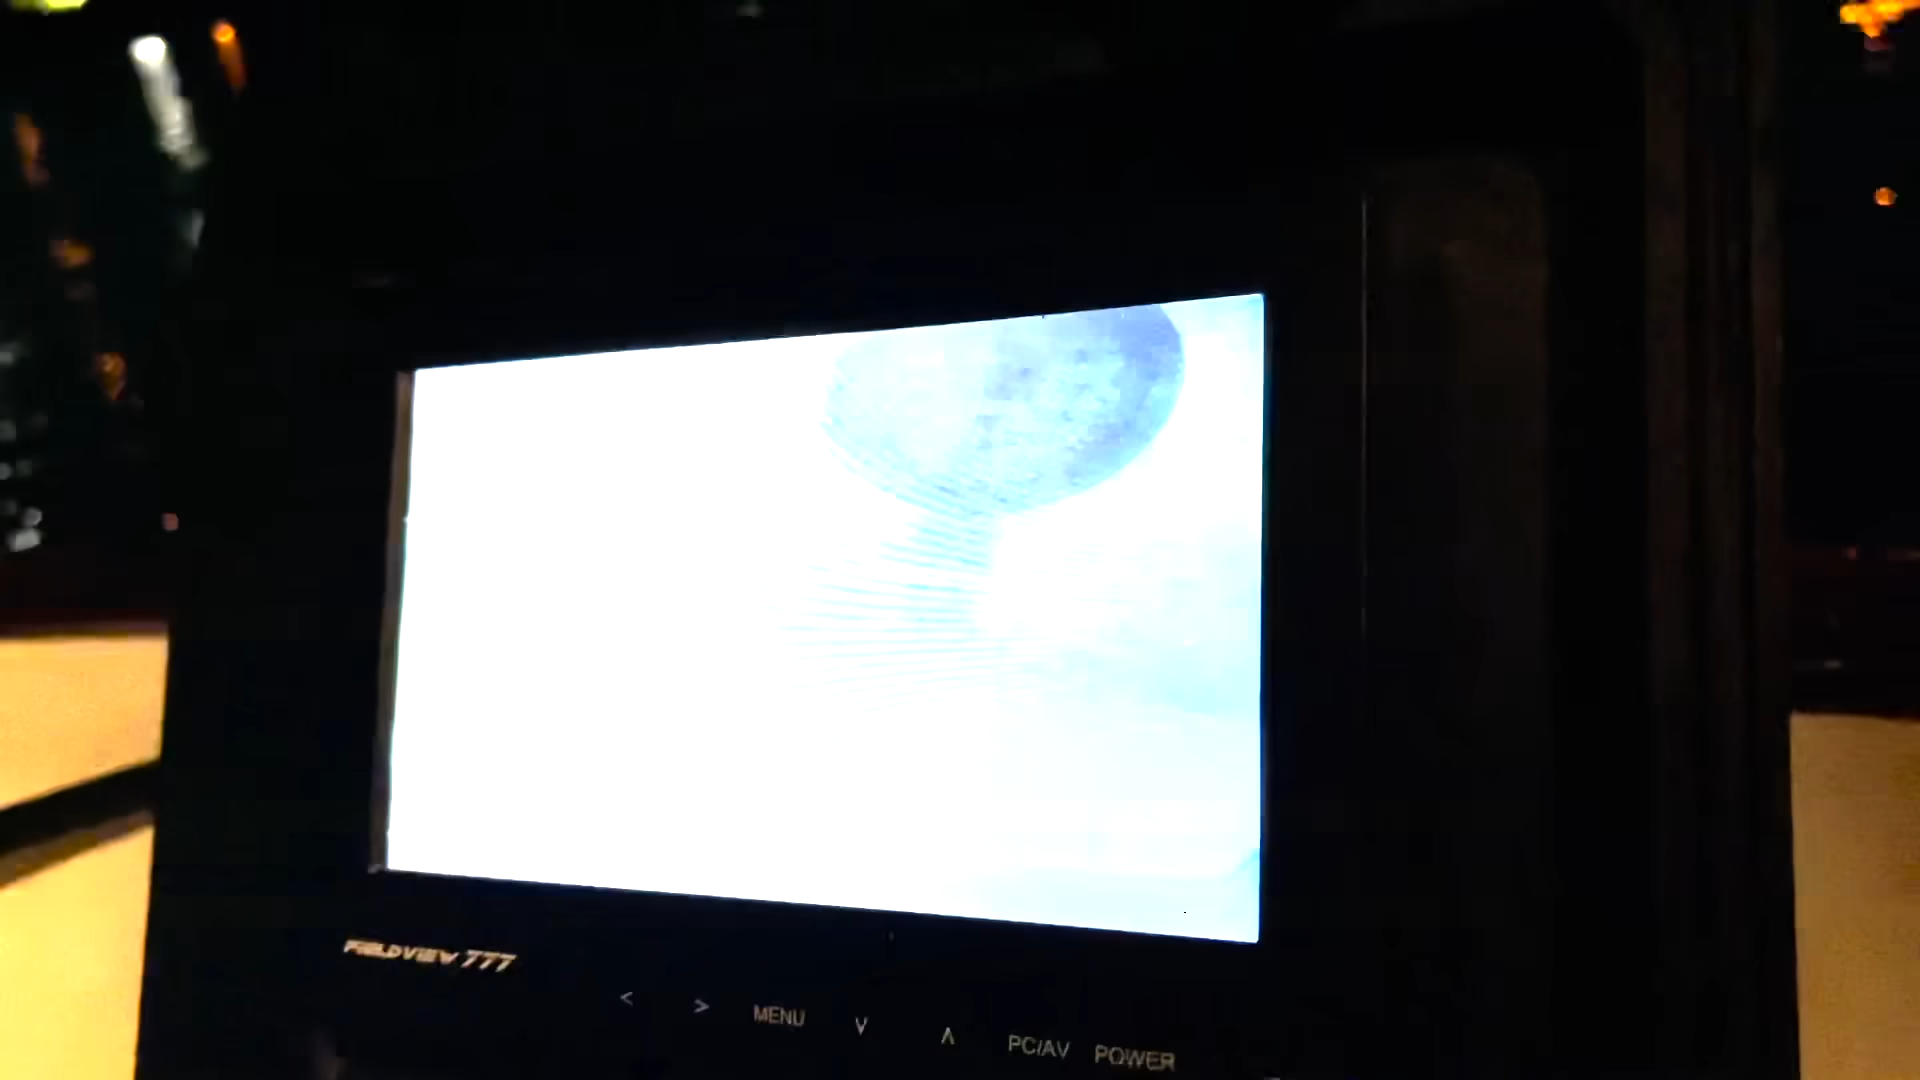 FIELDVIEW 777
< > MENU ∨ ∧ PC/AV POWER